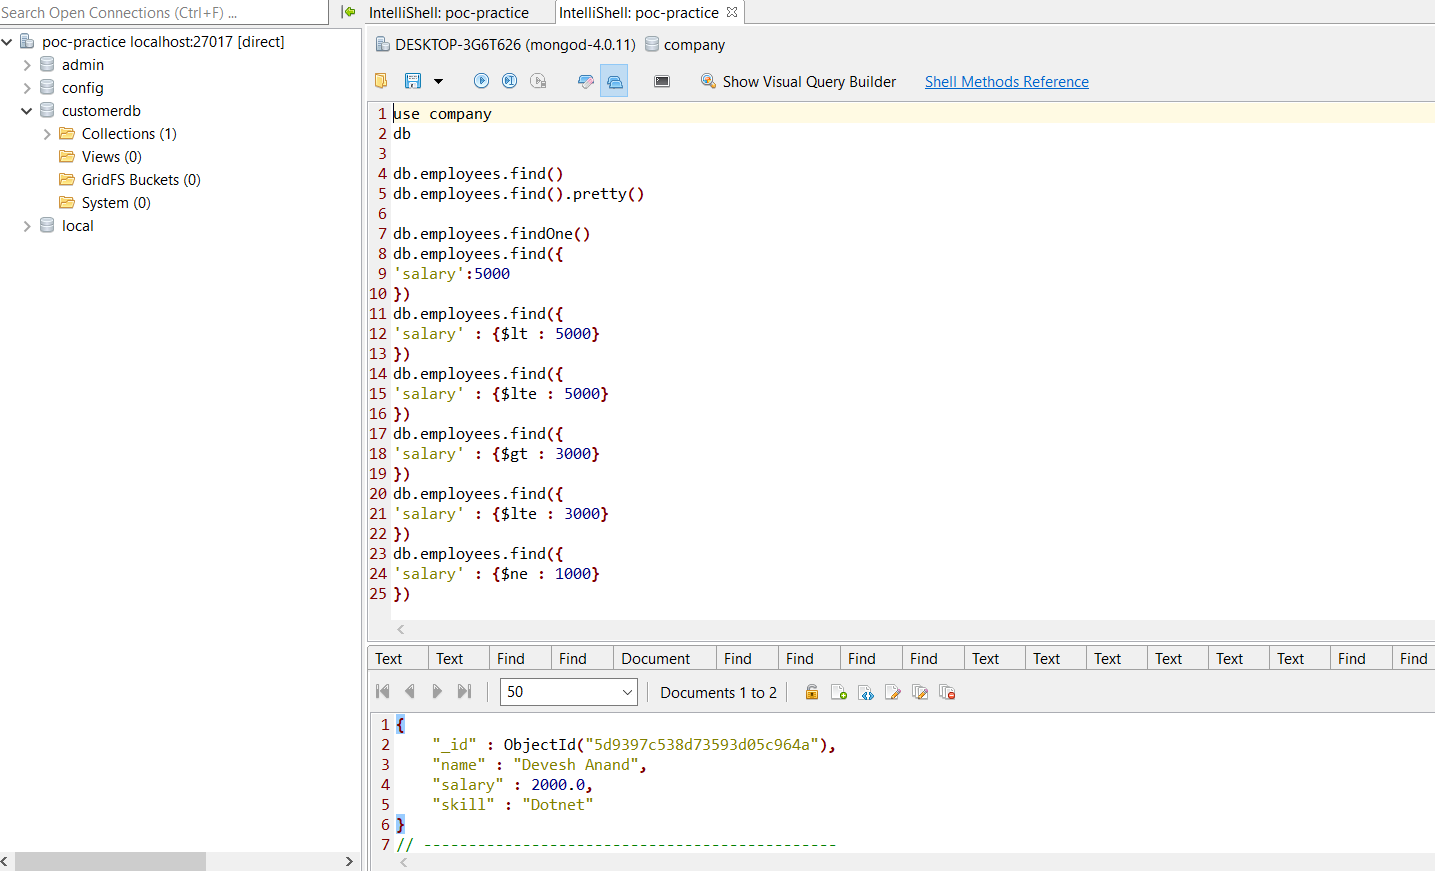 Search Open Connections (Ctrl+F) ...
IntelliShell: poc-practice
IntelliShell: poc-practice
poc-practice localhost:27017 [direct]
admin
config
customerdb
Collections (1)
Views (0)
GridFS Buckets (0)
System (0)
local
DESKTOP-3G6T626 (mongod-4.0.11) company
Show Visual Query Builder Shell Methods Reference
1 use company
2 db
3
4 db.employees.find()
5 db.employees.find().pretty()
6
7 db.employees.findOne()
8 db.employees.find({
9 'salary':5000
10 })
11 db.employees.find({
12 'salary' : {$lt : 5000}
13 })
14 db.employees.find({
15 'salary' : {$lte : 5000}
16 })
17 db.employees.find({
18 'salary' : {$gt : 3000}
19 })
20 db.employees.find({
21 'salary' : {$lte : 3000}
22 })
23 db.employees.find({
24 'salary' : {$ne : 1000}
25 })
Text Text Find Find Document Find Find Find Find Text Text Text Text Text Text Find Find
50 Documents 1 to 2
1 {
2 "_id" : ObjectId("5d9397c538d73593d05c964a"),
3 "name" : "Devesh Anand",
4 "salary" : 2000.0,
5 "skill" : "Dotnet"
6 }
7 // ----------------------------------------------